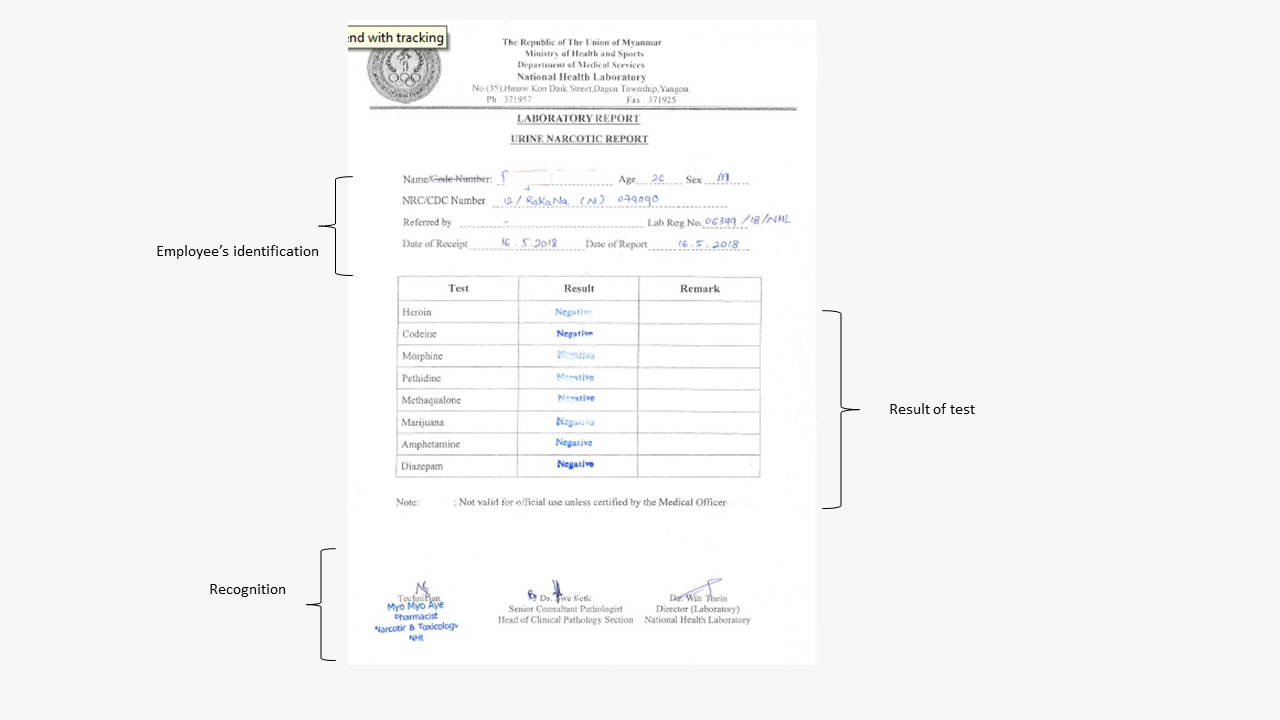 end with tracking
The Republic of The Union of Myanmar
Ministry of Health and Sports
Department of Medical Services
National Health Laboratory
No.(35),Hmaw Kon Daik Street,Dagon Township,Yangon.
Ph : 371957 Fax : 371925
LABORATORY REPORT
URINE NARCOTIC REPORT
Name/Code Number: Age 26 Sex M
NRC/CDC Number 12/ RaKaNa (N) 079090
Referred by - Lab Reg No. 06349 /18/NHL
Date of Receipt 16.5.2018 Date of Report 16.5.2018
Employee's identification
Test Result Remark
Heroin Negative
Codeine Negative
Morphine Negative
Pethidine Negative
Methaqualone Negative
Marijuana Negative
Amphetamine Negative
Diazepam Negative
Result of test
Note: : Not valid for official use unless certified by the Medical Officer
Recognition
Technician Dr. Dr. Win Thein
Myo Myo Aye Senior Consultant Pathologist Director (Laboratory)
Pharmacist Head of Clinical Pathology Section National Health Laboratory
Narcotic & Toxicology
NHL